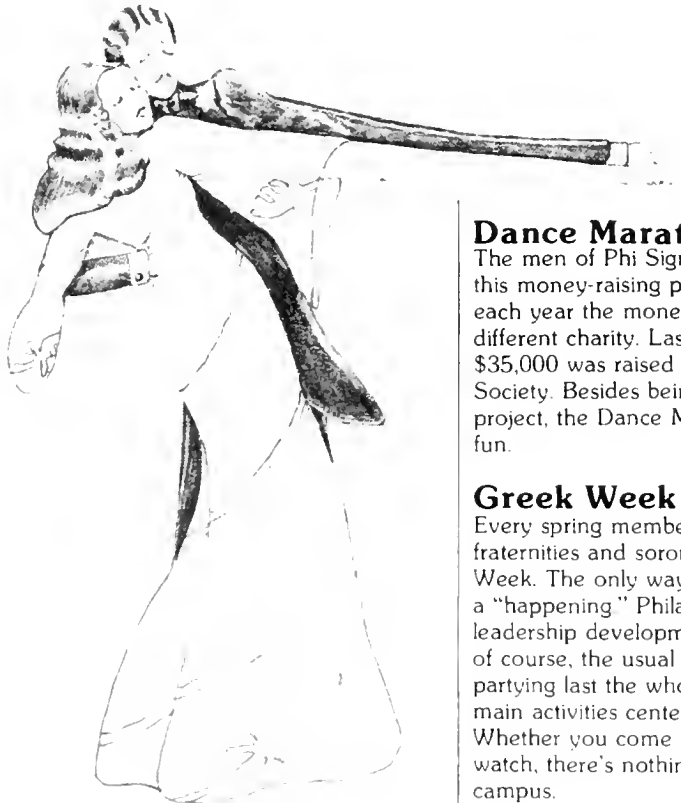 Dance Marat
The men of Phi Sigr
this money-raising p
each year the mone
different charity. Las
$35,000 was raised
Society. Besides bein
project, the Dance M
fun.
Greek Week
Every spring membe
fraternities and soror
Week. The only way
a "happening." Phila
leadership developm
of course, the usual
partying last the who
main activities cente
Whether you come
watch, there's nothin
campus.